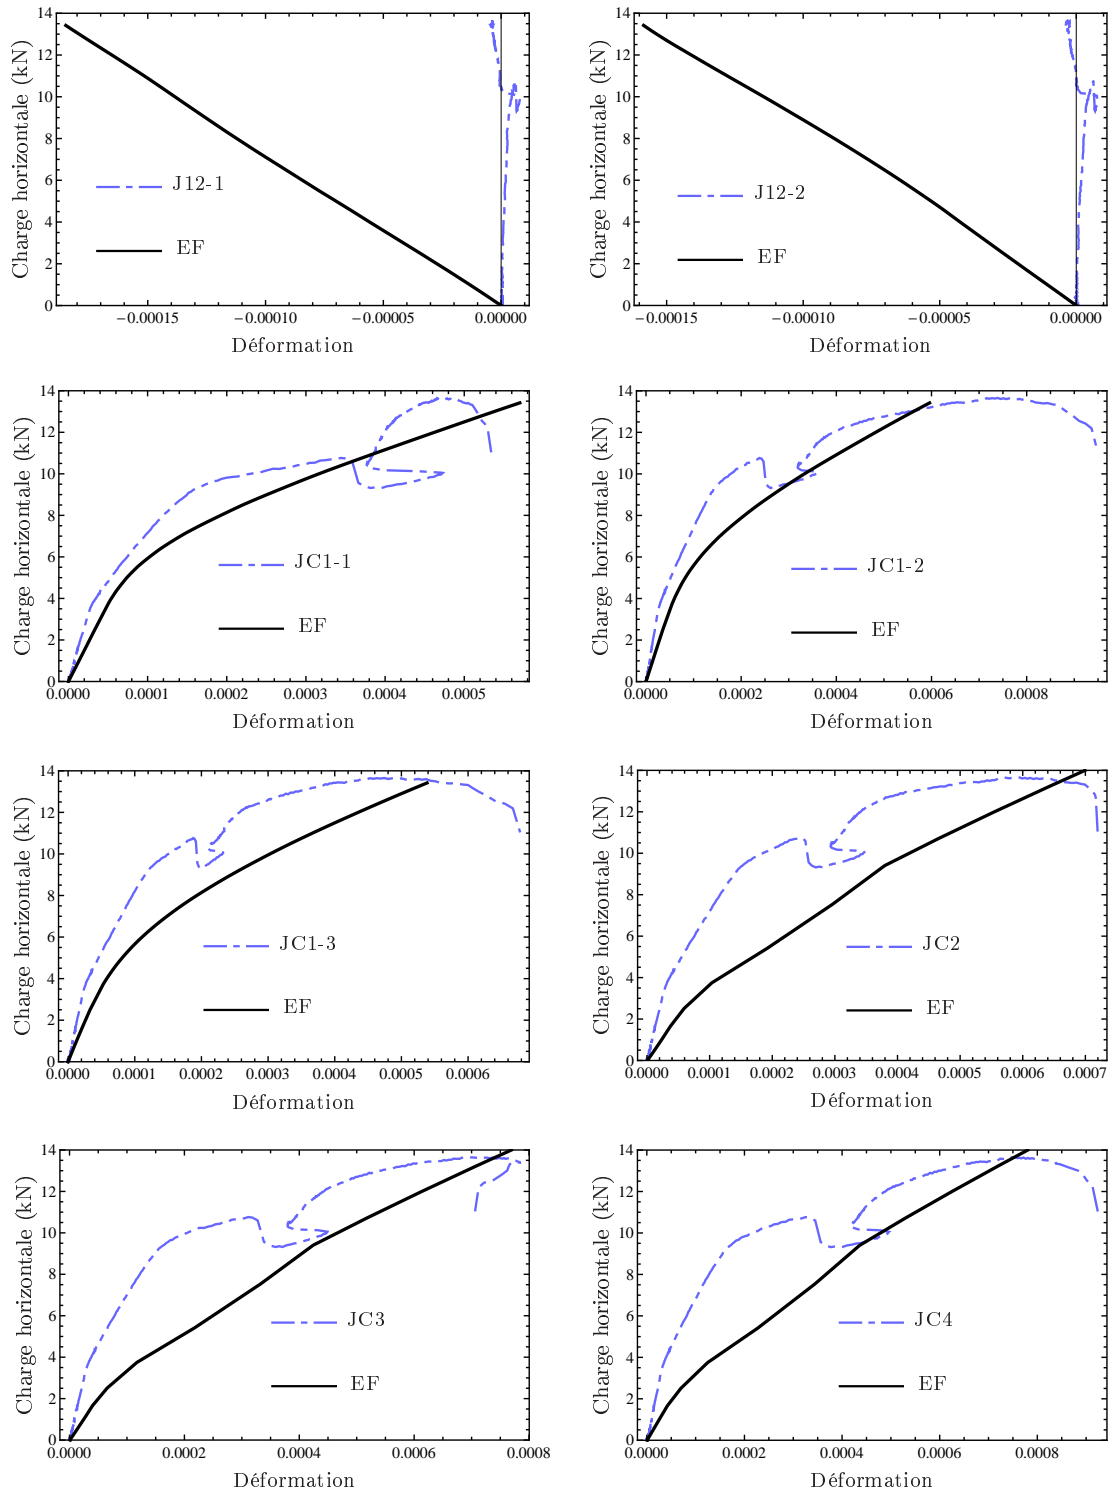 14
12
10
8
6
4
2
0
Charge horizontale (kN)
J12-1
EF
−0.00015 −0.00010 −0.00005 0.00000
Déformation
14
12
10
8
6
4
2
0
Charge horizontale (kN)
J12-2
EF
−0.00015 −0.00010 −0.00005 0.00000
Déformation
14
12
10
8
6
4
2
0
Charge horizontale (kN)
JC1-1
EF
0.0000 0.0001 0.0002 0.0003 0.0004 0.0005
Déformation
14
12
10
8
6
4
2
0
Charge horizontale (kN)
JC1-2
EF
0.0000 0.0002 0.0004 0.0006 0.0008
Déformation
14
12
10
8
6
4
2
0
Charge horizontale (kN)
JC1-3
EF
0.0000 0.0001 0.0002 0.0003 0.0004 0.0005 0.0006
Déformation
14
12
10
8
6
4
2
0
Charge horizontale (kN)
JC2
EF
0.0000 0.0001 0.0002 0.0003 0.0004 0.0005 0.0006 0.0007
Déformation
14
12
10
8
6
4
2
0
Charge horizontale (kN)
JC3
EF
0.0000 0.0002 0.0004 0.0006 0.0008
Déformation
14
12
10
8
6
4
2
0
Charge horizontale (kN)
JC4
EF
0.0000 0.0002 0.0004 0.0006 0.0008
Déformation